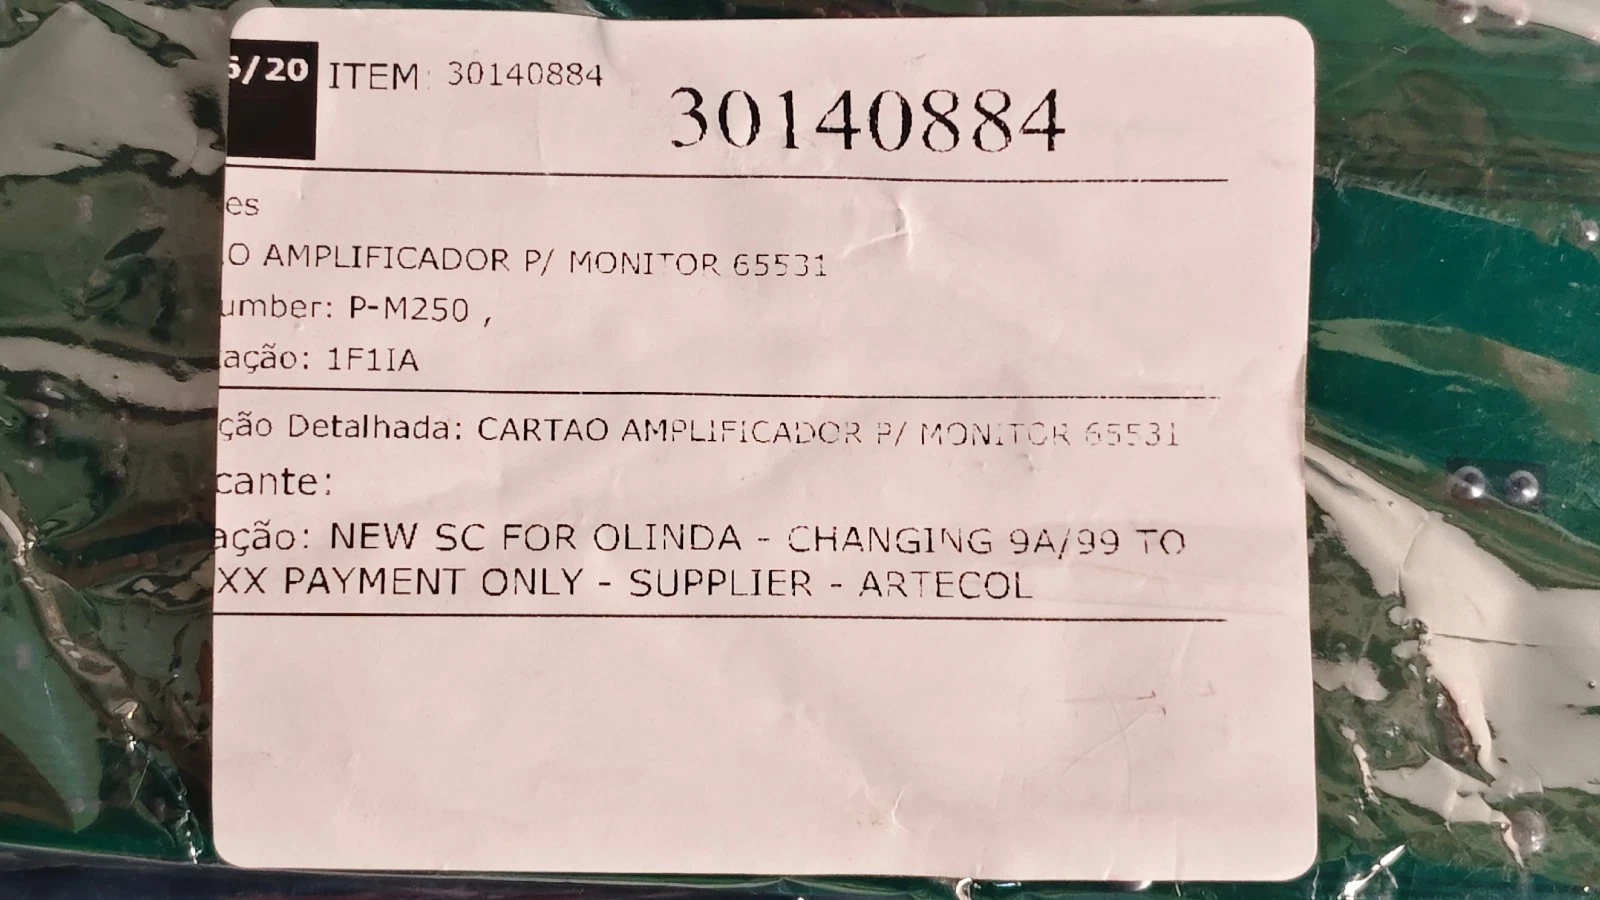 6/20 ITEM: 30140884
30140884
es
O AMPLIFICADOR P/ MONITOR 65531
umber: P-M250 ,
ação: 1F1IA
ção Detalhada: CARTAO AMPLIFICADOR P/ MONITOR 65531
cante:
ação: NEW SC FOR OLINDA - CHANGING 9A/99 TO
XX PAYMENT ONLY - SUPPLIER - ARTECOL